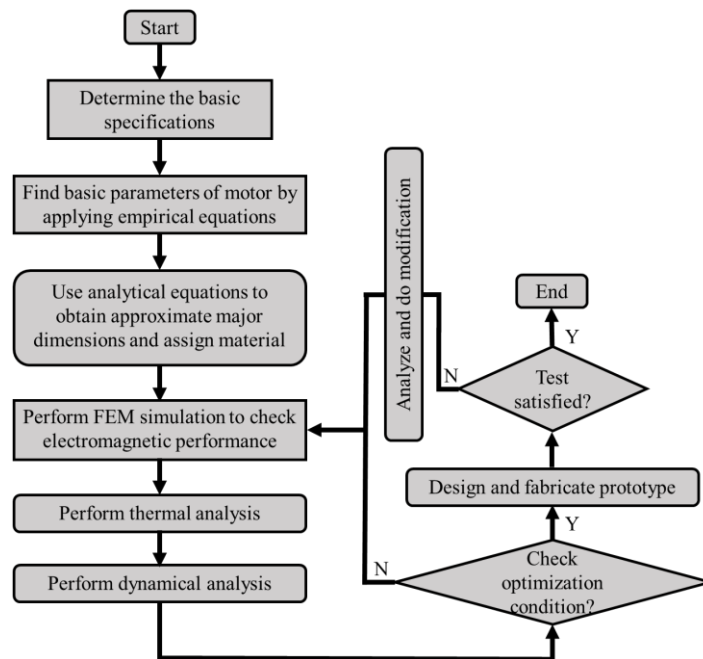 Start
Determine the basic
specifications
Find basic parameters of motor by
applying empirical equations
Use analytical equations to
obtain approximate major
dimensions and assign material
Perform FEM simulation to check
electromagnetic performance
Perform thermal analysis
Perform dynamical analysis
Analyze and do modification
End
Y
N
Test
satisfied?
Design and fabricate prototype
Y
N
Check
optimization
condition?